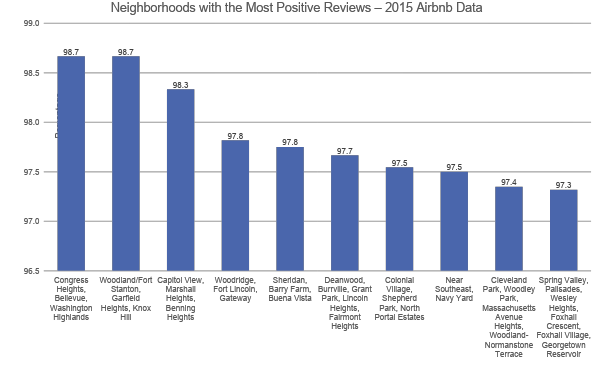 Neighborhoods with the Most Positive Reviews – 2015 Airbnb Data
99.0
98.5
98.0
97.5
97.0
96.5
98.7
98.7
98.3
97.8
97.8
97.7
97.5
97.5
97.4
97.3
Congress
Heights,
Bellevue,
Washington
Highlands
Woodland/Fort
Stanton,
Garfield
Heights, Knox
Hill
Capitol View,
Marshall
Heights,
Benning
Heights
Woodridge,
Fort Lincoln,
Gateway
Sheridan,
Barry Farm,
Buena Vista
Deanwood,
Burrville, Grant
Park, Lincoln
Heights,
Fairmont
Heights
Colonial
Village,
Shepherd
Park, North
Portal Estates
Near
Southeast,
Navy Yard
Cleveland
Park, Woodley
Park,
Massachusetts
Avenue
Heights,
Woodland-
Normanstone
Terrace
Spring Valley,
Palisades,
Wesley
Heights,
Foxhall
Crescent,
Foxhall Village,
Georgetown
Reservoir